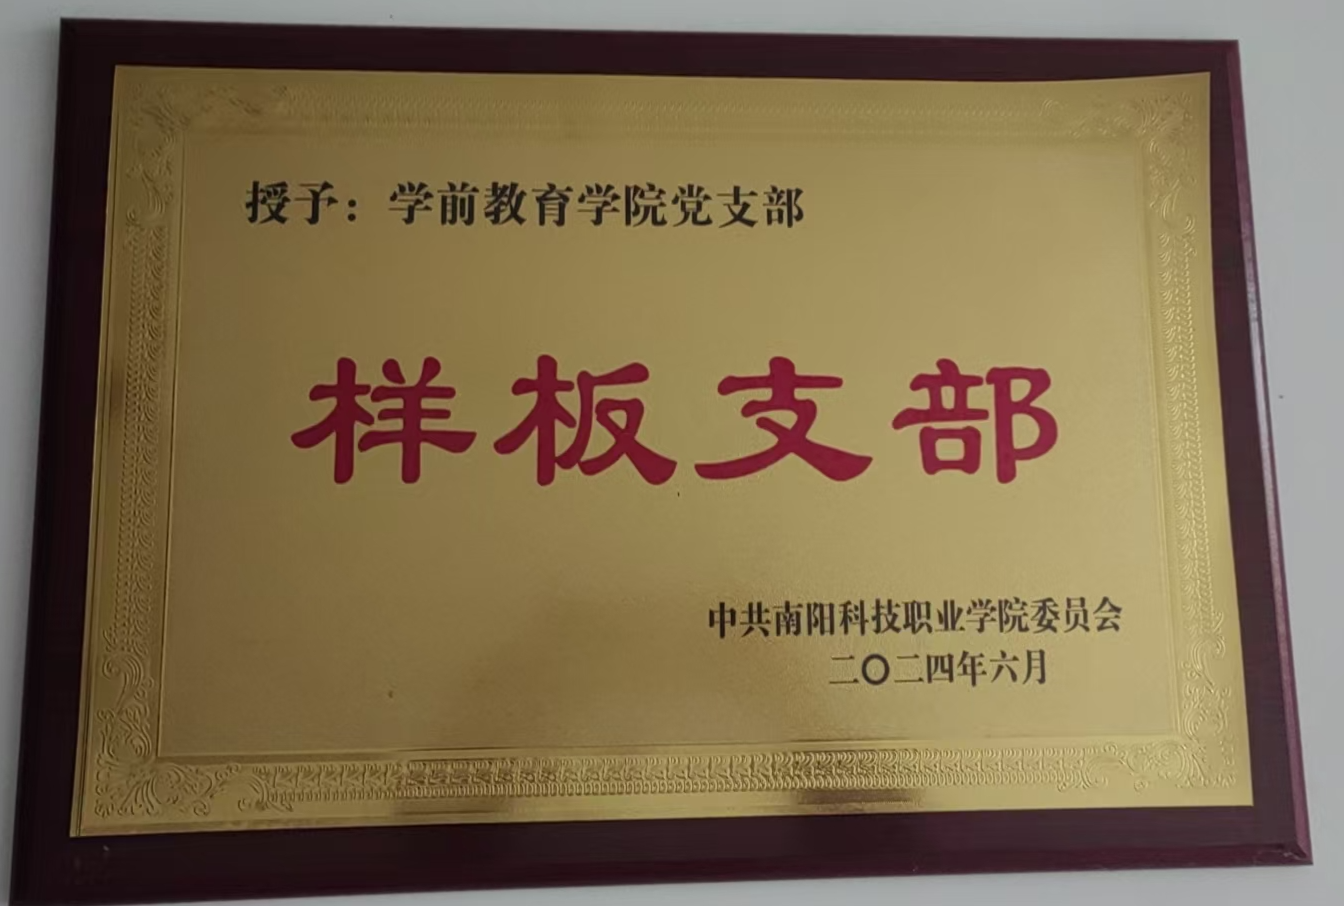 授予：学前教育学院党支部
样板支部
中共南阳科技职业学院委员会
二〇二四年六月